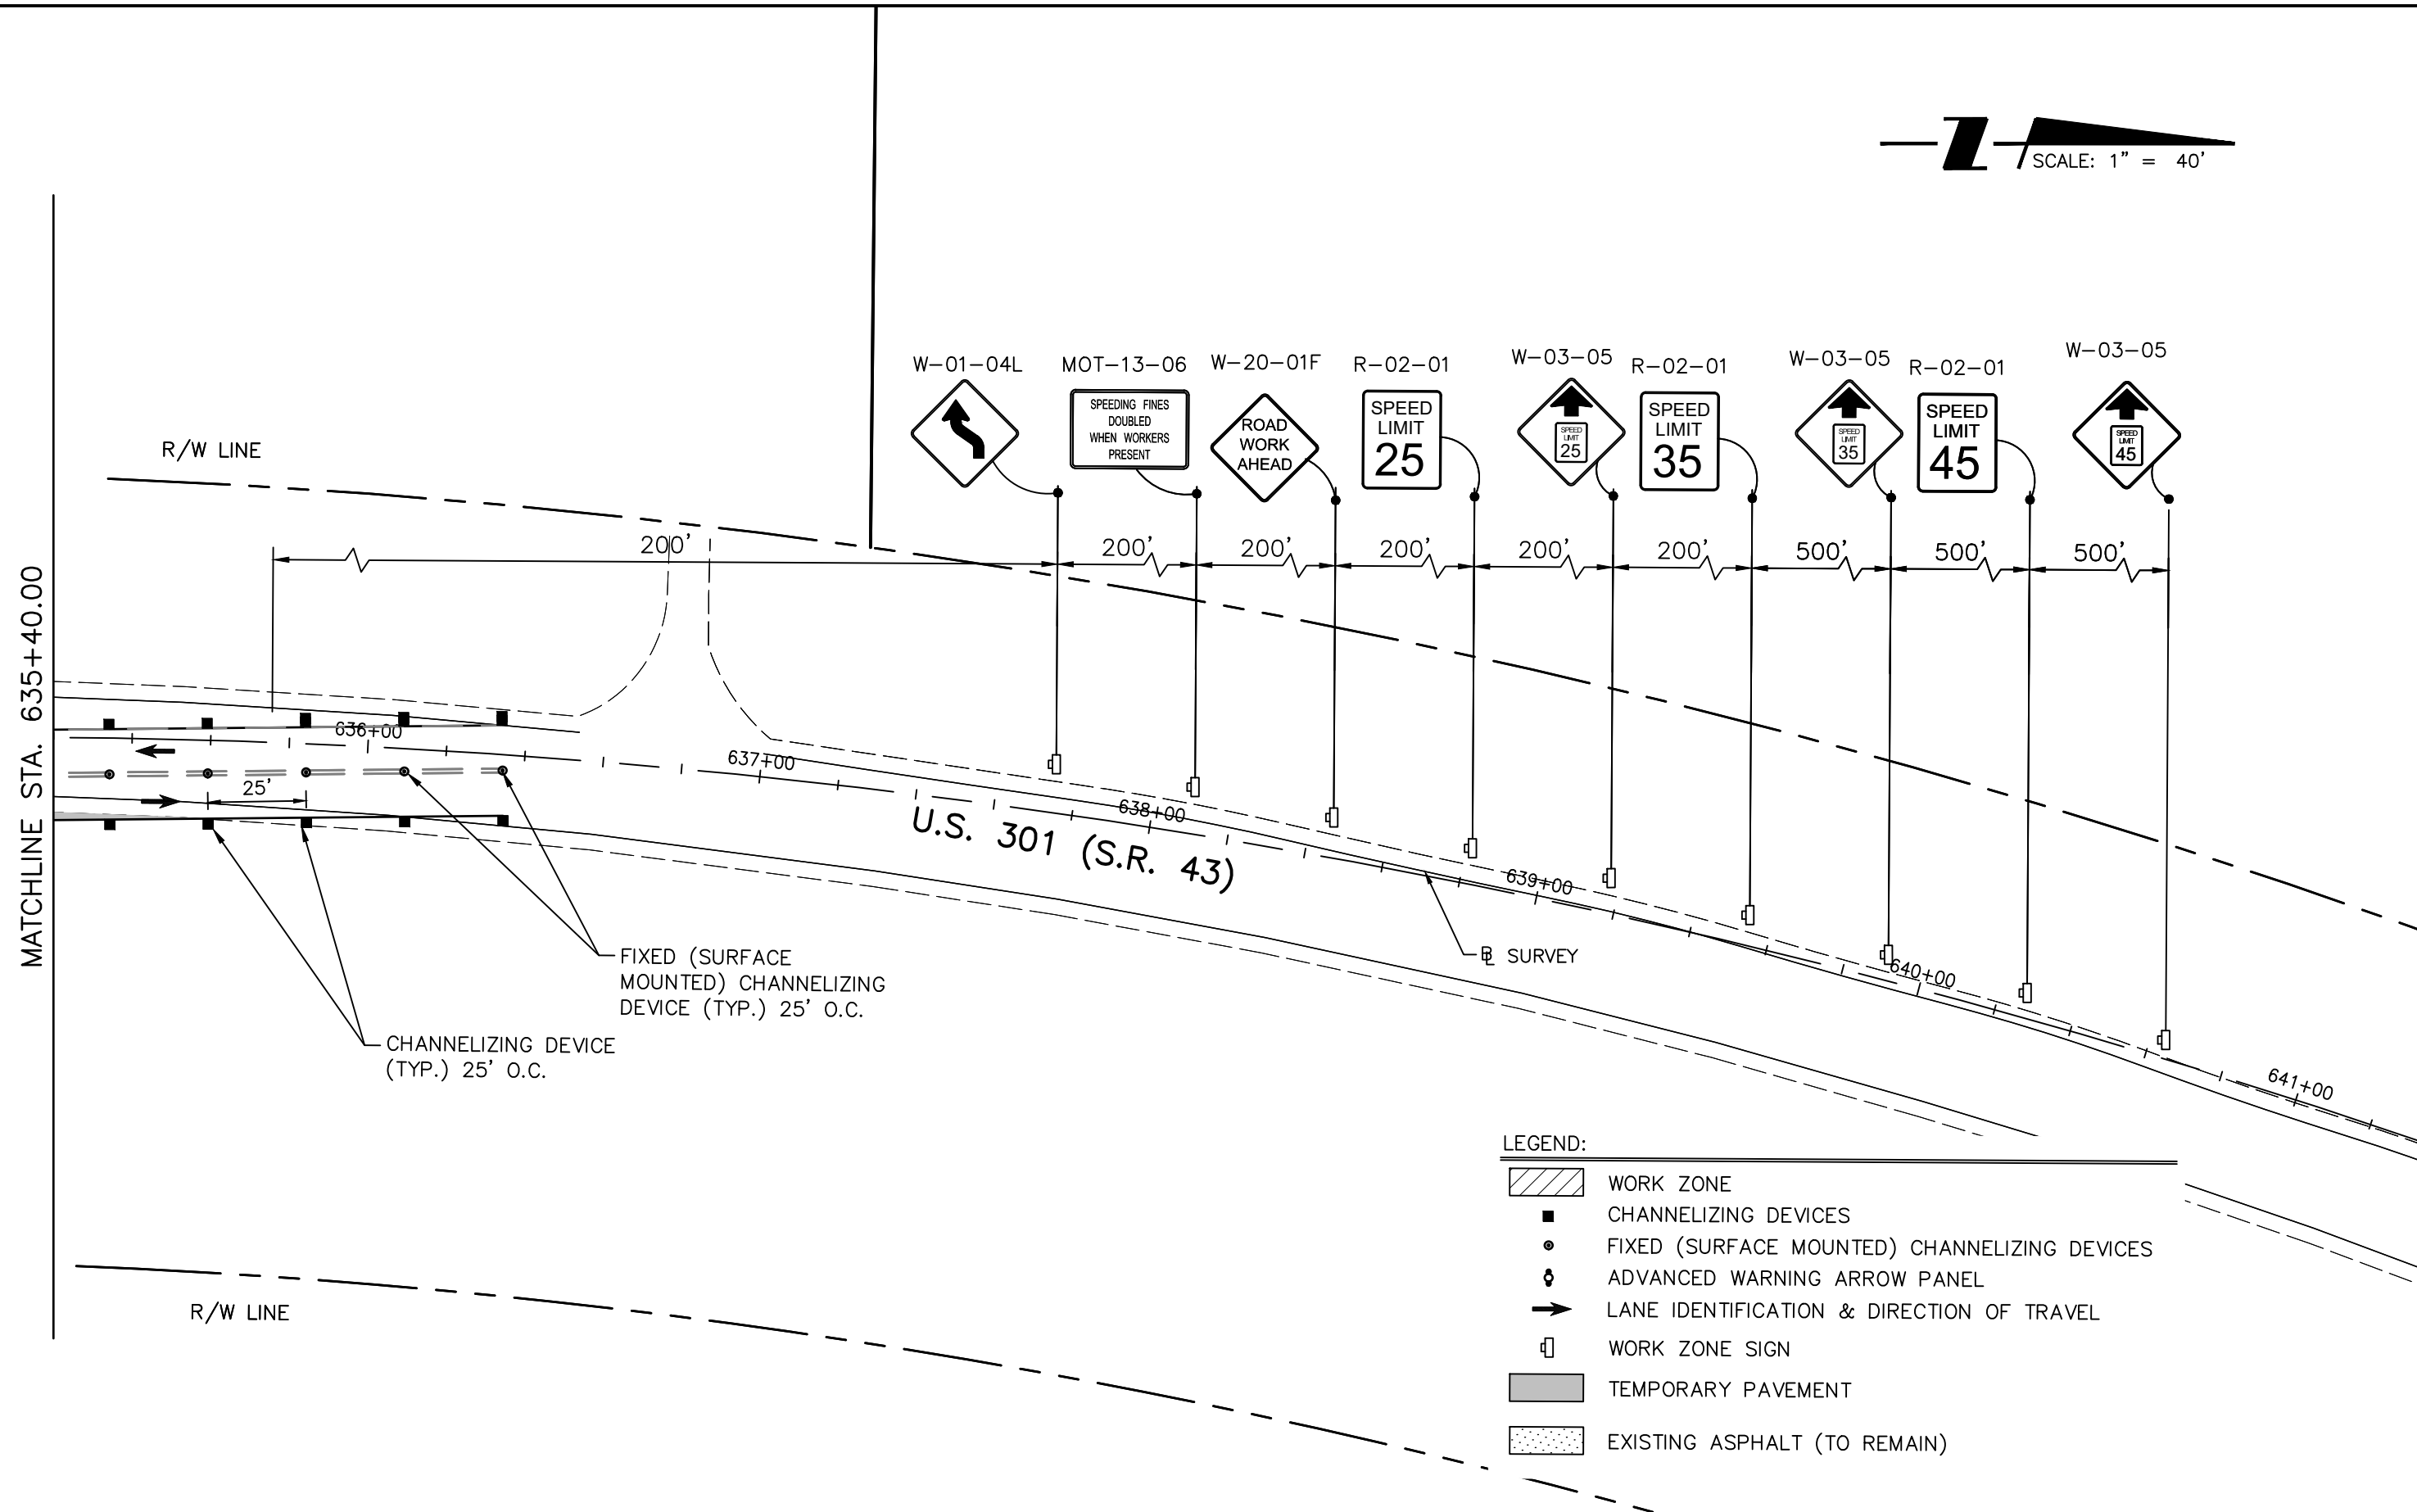 SCALE: 1" = 40'
W-01-04L
MOT-13-06
W-20-01F
R-02-01
W-03-05
R-02-01
W-03-05
R-02-01
W-03-05
SPEEDING FINES
DOUBLED
WHEN WORKERS
PRESENT
ROAD
WORK
AHEAD
SPEED
LIMIT
25
SPEED
LIMIT
25
SPEED
LIMIT
35
SPEED
LIMIT
35
SPEED
LIMIT
45
SPEED
LIMIT
45
R/W LINE
200'
200'
200'
200'
200'
200'
500'
500'
500'
MATCHLINE STA. 635+40.00
636+00
637+00
638+00
639+00
640+00
641+00
25'
U.S. 301 (S.R. 43)
BL SURVEY
FIXED (SURFACE
MOUNTED) CHANNELIZING
DEVICE (TYP.) 25' O.C.
CHANNELIZING DEVICE
(TYP.) 25' O.C.
R/W LINE
LEGEND:
WORK ZONE
CHANNELIZING DEVICES
FIXED (SURFACE MOUNTED) CHANNELIZING DEVICES
ADVANCED WARNING ARROW PANEL
LANE IDENTIFICATION & DIRECTION OF TRAVEL
WORK ZONE SIGN
TEMPORARY PAVEMENT
EXISTING ASPHALT (TO REMAIN)